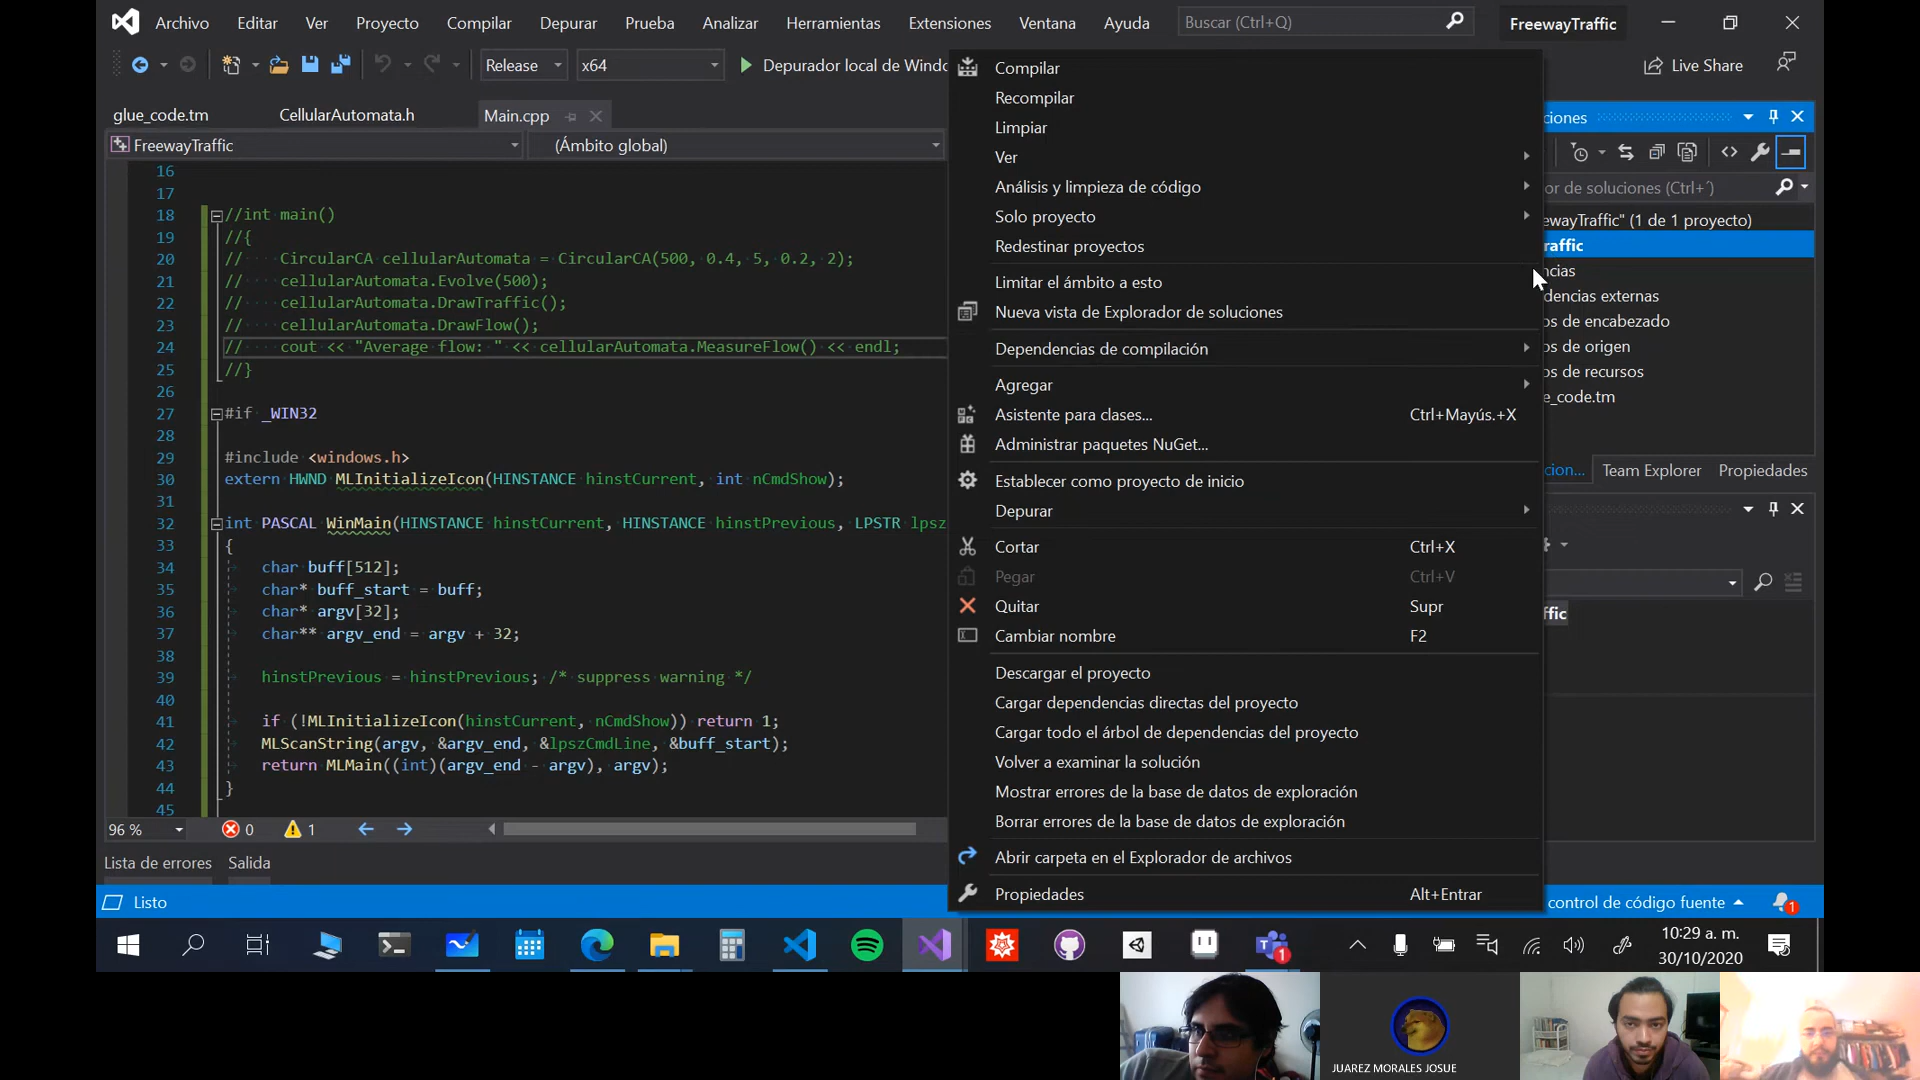 Archivo Editar Ver Proyecto Compilar Depurar Prueba Analizar Herramientas Extensiones Ventana Ayuda Buscar (Ctrl+Q) FreewayTraffic
Release x64 Depurador local de Windo Live Share
glue_code.tm CellularAutomata.h Main.cpp
FreewayTraffic (Ámbito global)
16
17
18 //int main()
19 //{
20 // CircularCA cellularAutomata = CircularCA(500, 0.4, 5, 0.2, 2);
21 // cellularAutomata.Evolve(500);
22 // cellularAutomata.DrawTraffic();
23 // cellularAutomata.DrawFlow();
24 // cout << "Average flow: " << cellularAutomata.MeasureFlow() << endl;
25 //}
26
27 #if _WIN32
28
29 #include <windows.h>
30 extern HWND MLInitializeIcon(HINSTANCE hinstCurrent, int nCmdShow);
31
32 int PASCAL WinMain(HINSTANCE hinstCurrent, HINSTANCE hinstPrevious, LPSTR lpsz
33 {
34 char buff[512];
35 char* buff_start = buff;
36 char* argv[32];
37 char** argv_end = argv + 32;
38
39 hinstPrevious = hinstPrevious; /* suppress warning */
40
41 if (!MLInitializeIcon(hinstCurrent, nCmdShow)) return 1;
42 MLScanString(argv, &argv_end, &lpszCmdLine, &buff_start);
43 return MLMain((int)(argv_end - argv), argv);
44 }
45
96 % 0 1
Lista de errores Salida
Listo
Compilar
Recompilar
Limpiar
Ver
Análisis y limpieza de código
Solo proyecto
Redestinar proyectos
Limitar el ámbito a esto
Nueva vista de Explorador de soluciones
Dependencias de compilación
Agregar
Asistente para clases... Ctrl+Mayús.+X
Administrar paquetes NuGet...
Establecer como proyecto de inicio
Depurar
Cortar Ctrl+X
Pegar Ctrl+V
Quitar Supr
Cambiar nombre F2
Descargar el proyecto
Cargar dependencias directas del proyecto
Cargar todo el árbol de dependencias del proyecto
Volver a examinar la solución
Mostrar errores de la base de datos de exploración
Borrar errores de la base de datos de exploración
Abrir carpeta en el Explorador de archivos
Propiedades Alt+Entrar
ciones
or de soluciones (Ctrl+´)
ewayTraffic" (1 de 1 proyecto)
raffic
ncias
dencias externas
os de encabezado
os de origen
os de recursos
e_code.tm
cion... Team Explorer Propiedades
fic
control de código fuente 1
1
10:29 a. m.
30/10/2020
JUAREZ MORALES JOSUE